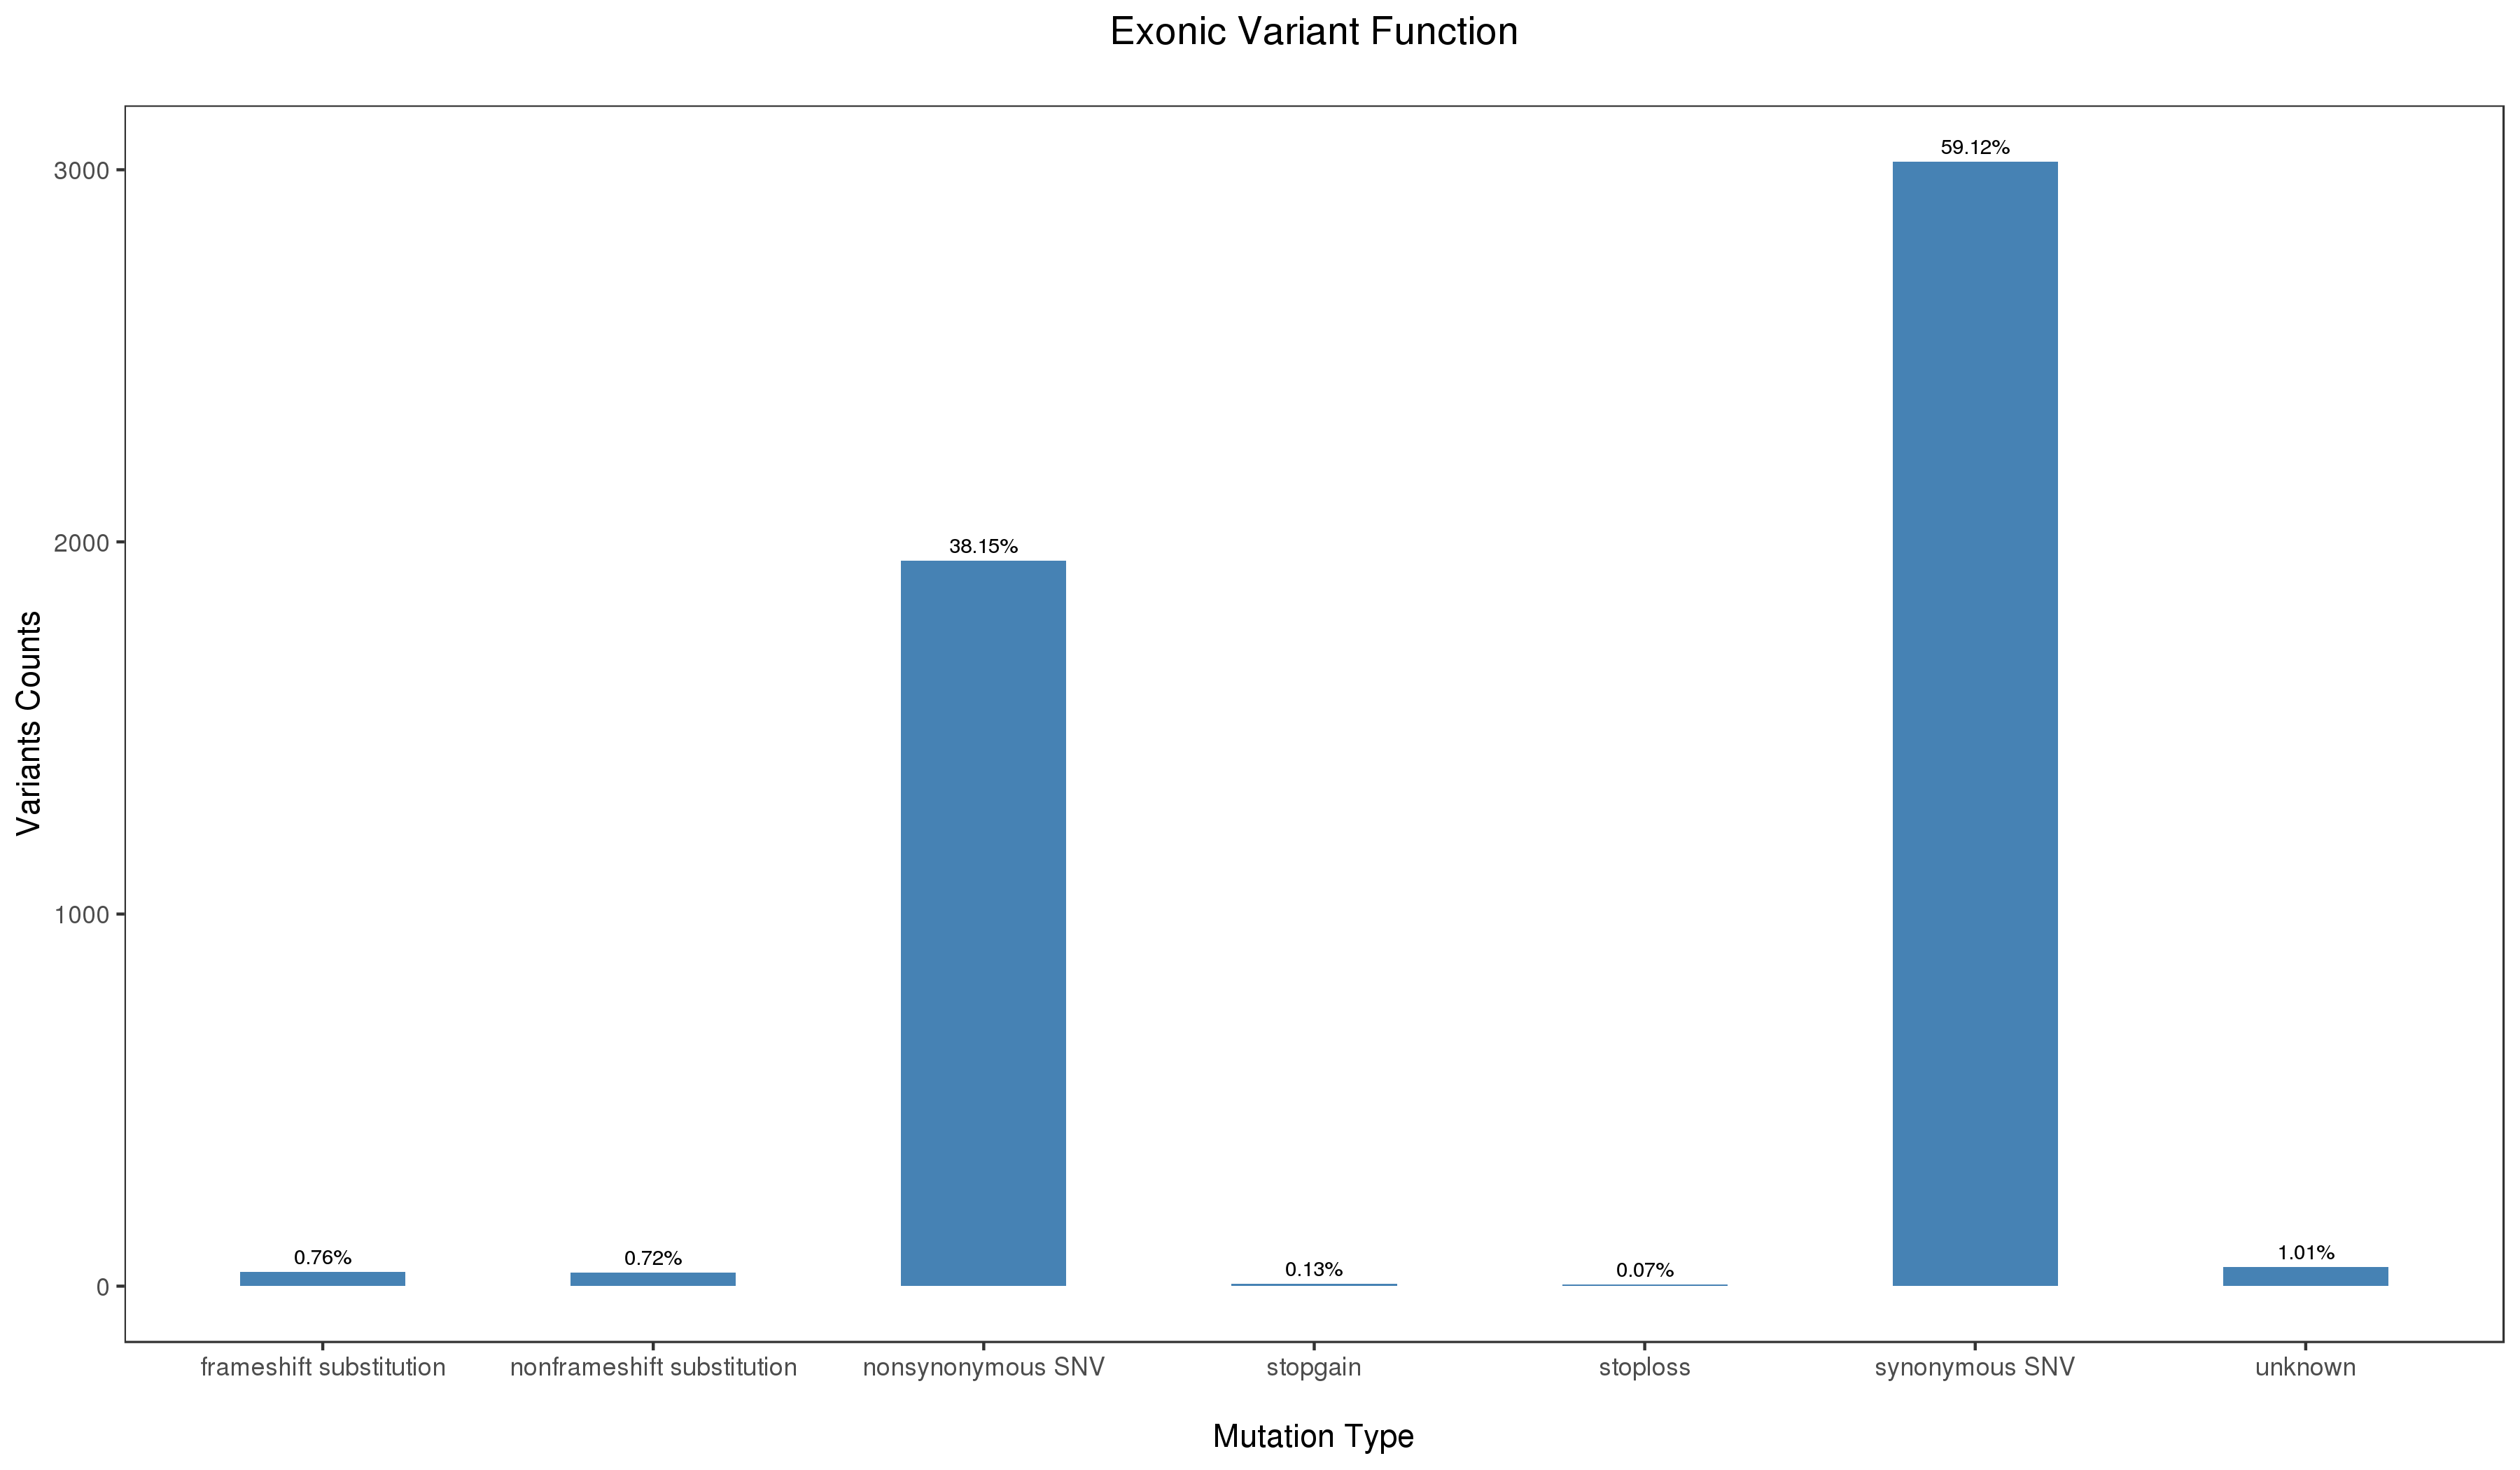 Exonic Variant Function
Variants Counts
3000
2000
1000
0
59.12%
38.15%
0.76%
0.72%
0.13%
0.07%
1.01%
frameshift substitution
nonframeshift substitution
nonsynonymous SNV
stopgain
stoploss
synonymous SNV
unknown
Mutation Type